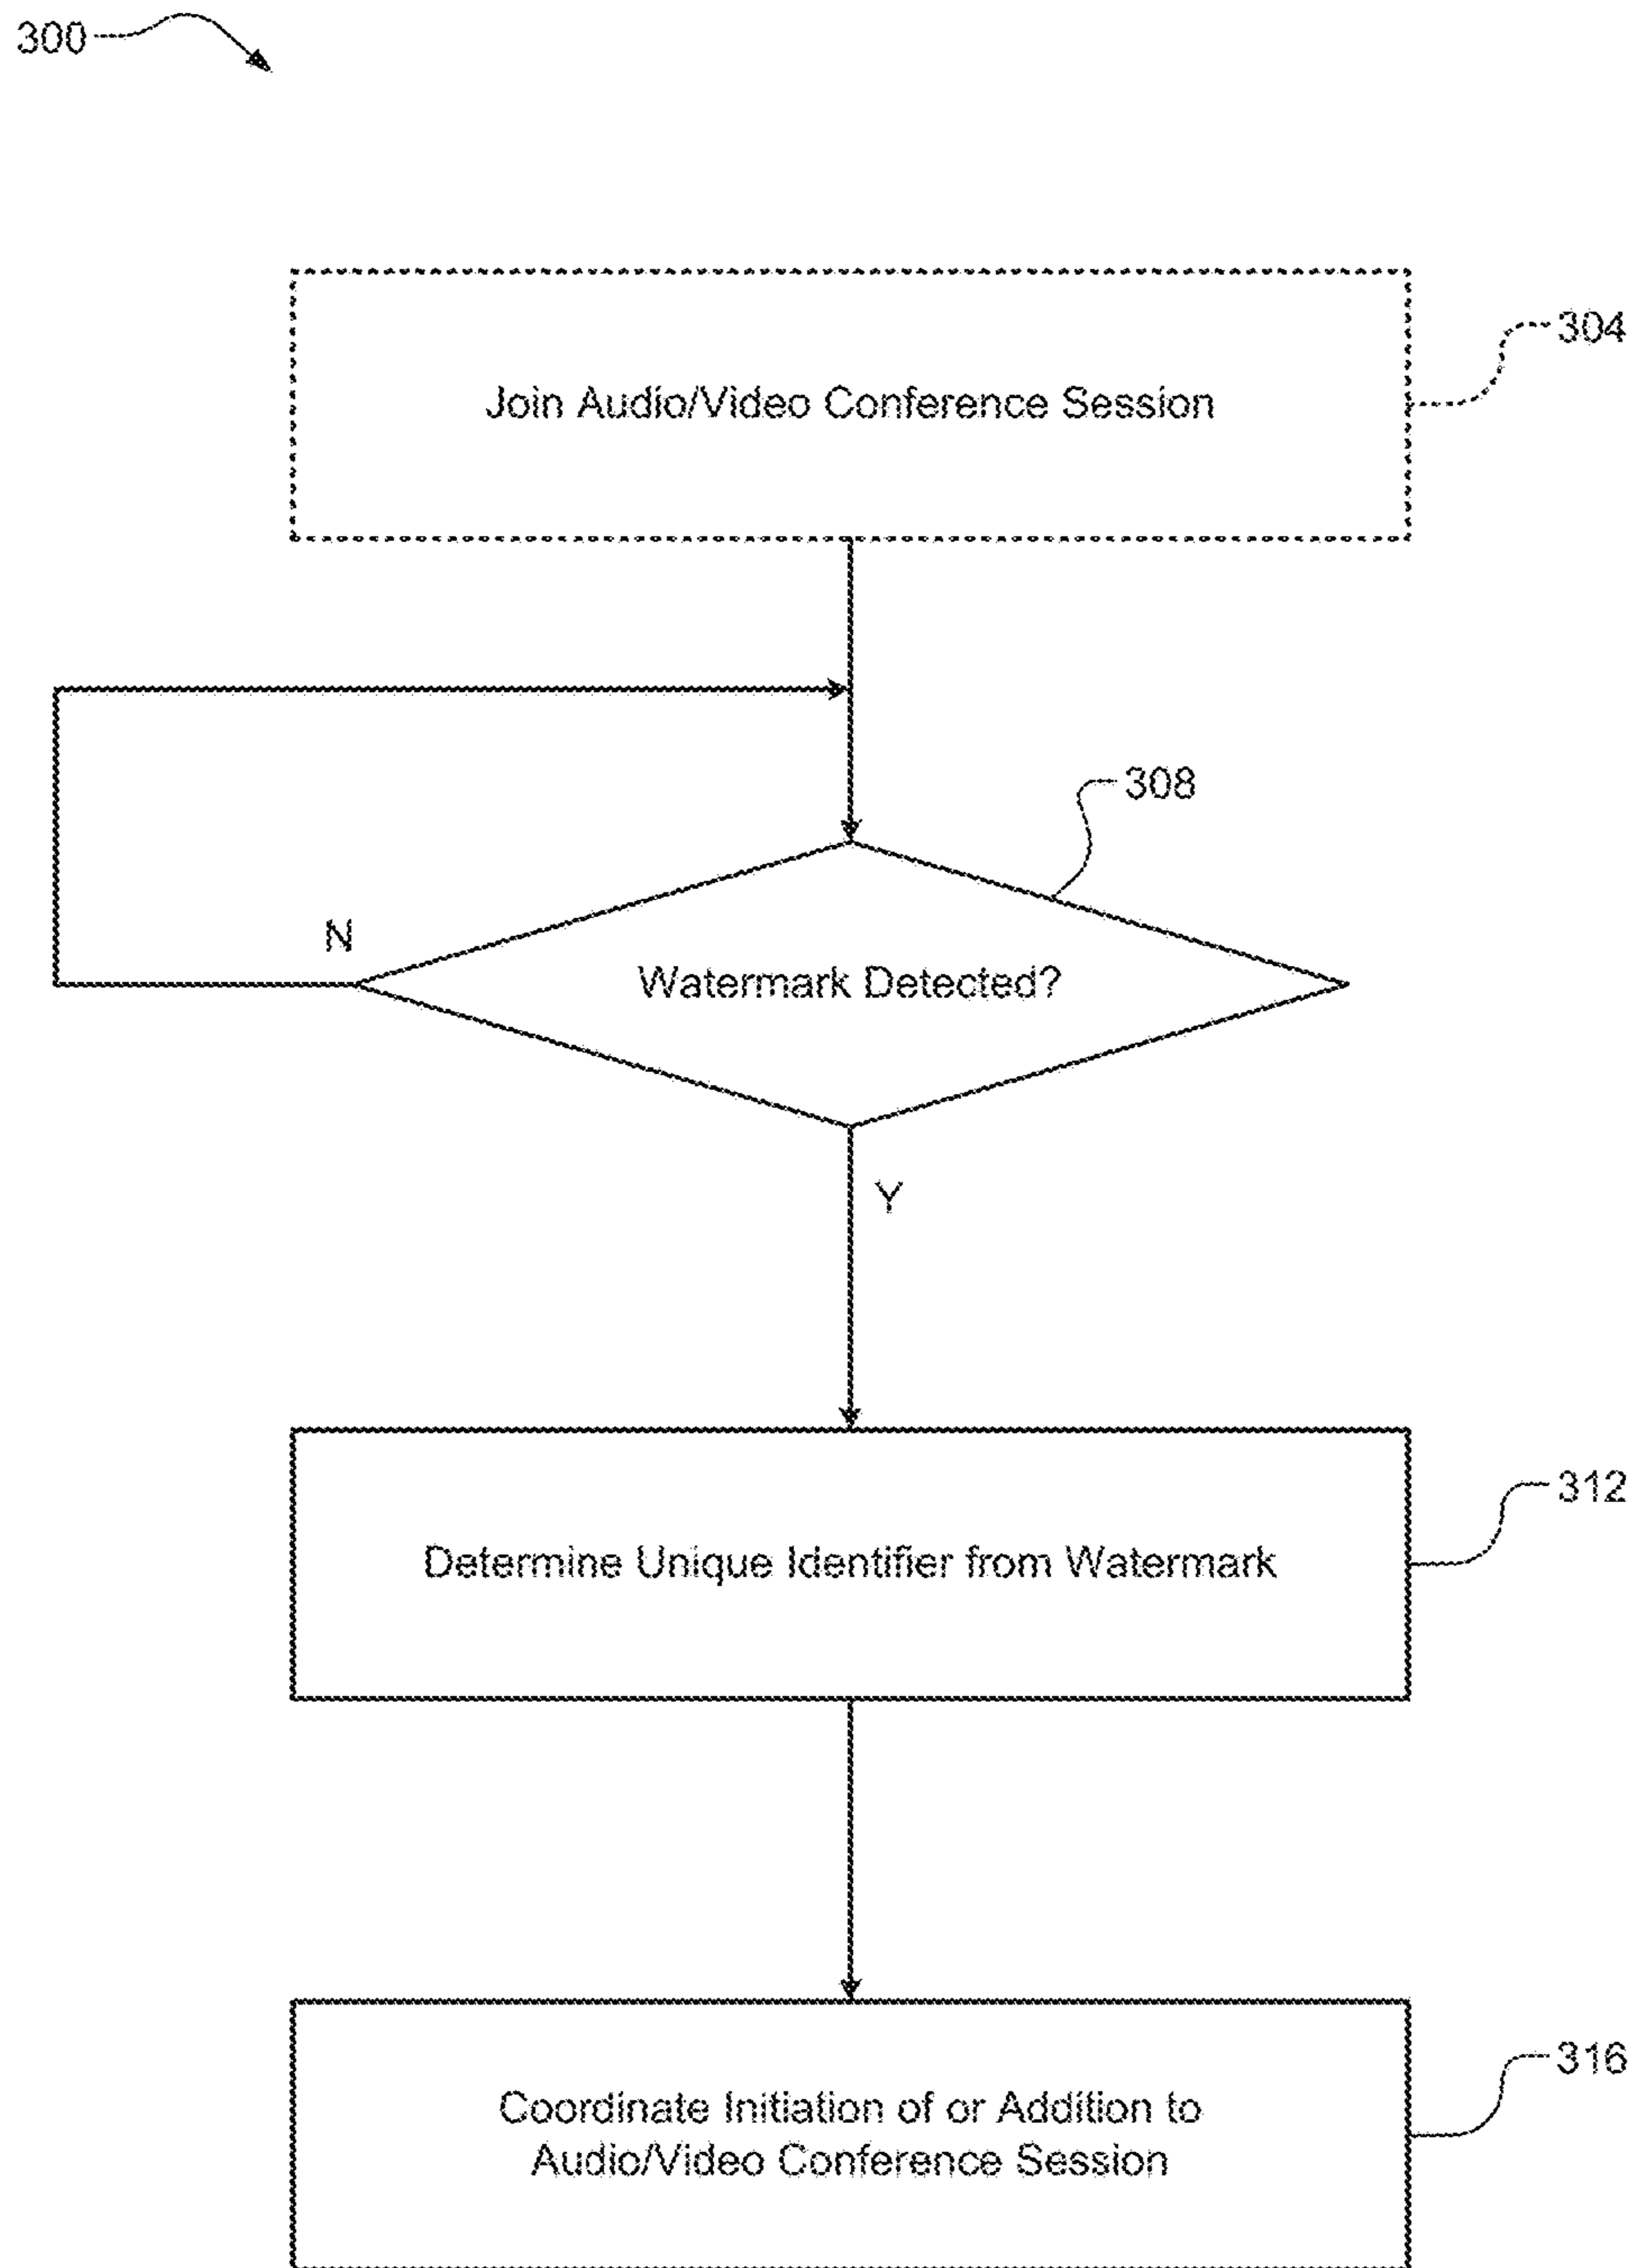 300
Join Audio/Video Conference Session
304
308
N
Watermark Detected?
Y
312
Determine Unique Identifier from Watermark
316
Coordinate Initiation of or Addition to
Audio/Video Conference Session